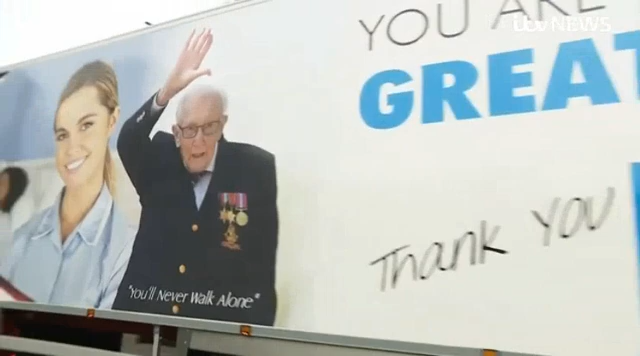 itv NEWS
YOU ARE
GREAT
Thank You
"You'll Never Walk Alone"